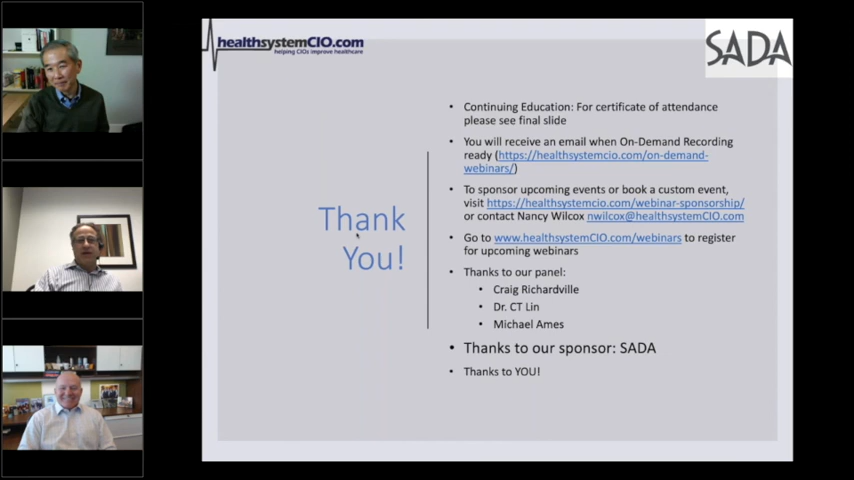 healthsystemCIO.com
helping CIOs improve healthcare
SADA
Thank
You!
• Continuing Education: For certificate of attendance
please see final slide
• You will receive an email when On-Demand Recording
ready (https://healthsystemcio.com/on-demand-
webinars/)
• To sponsor upcoming events or book a custom event,
visit https://healthsystemcio.com/webinar-sponsorship/
or contact Nancy Wilcox nwilcox@healthsystemCIO.com
• Go to www.healthsystemCIO.com/webinars to register
for upcoming webinars
• Thanks to our panel:
• Craig Richardville
• Dr. CT Lin
• Michael Ames
• Thanks to our sponsor: SADA
• Thanks to YOU!